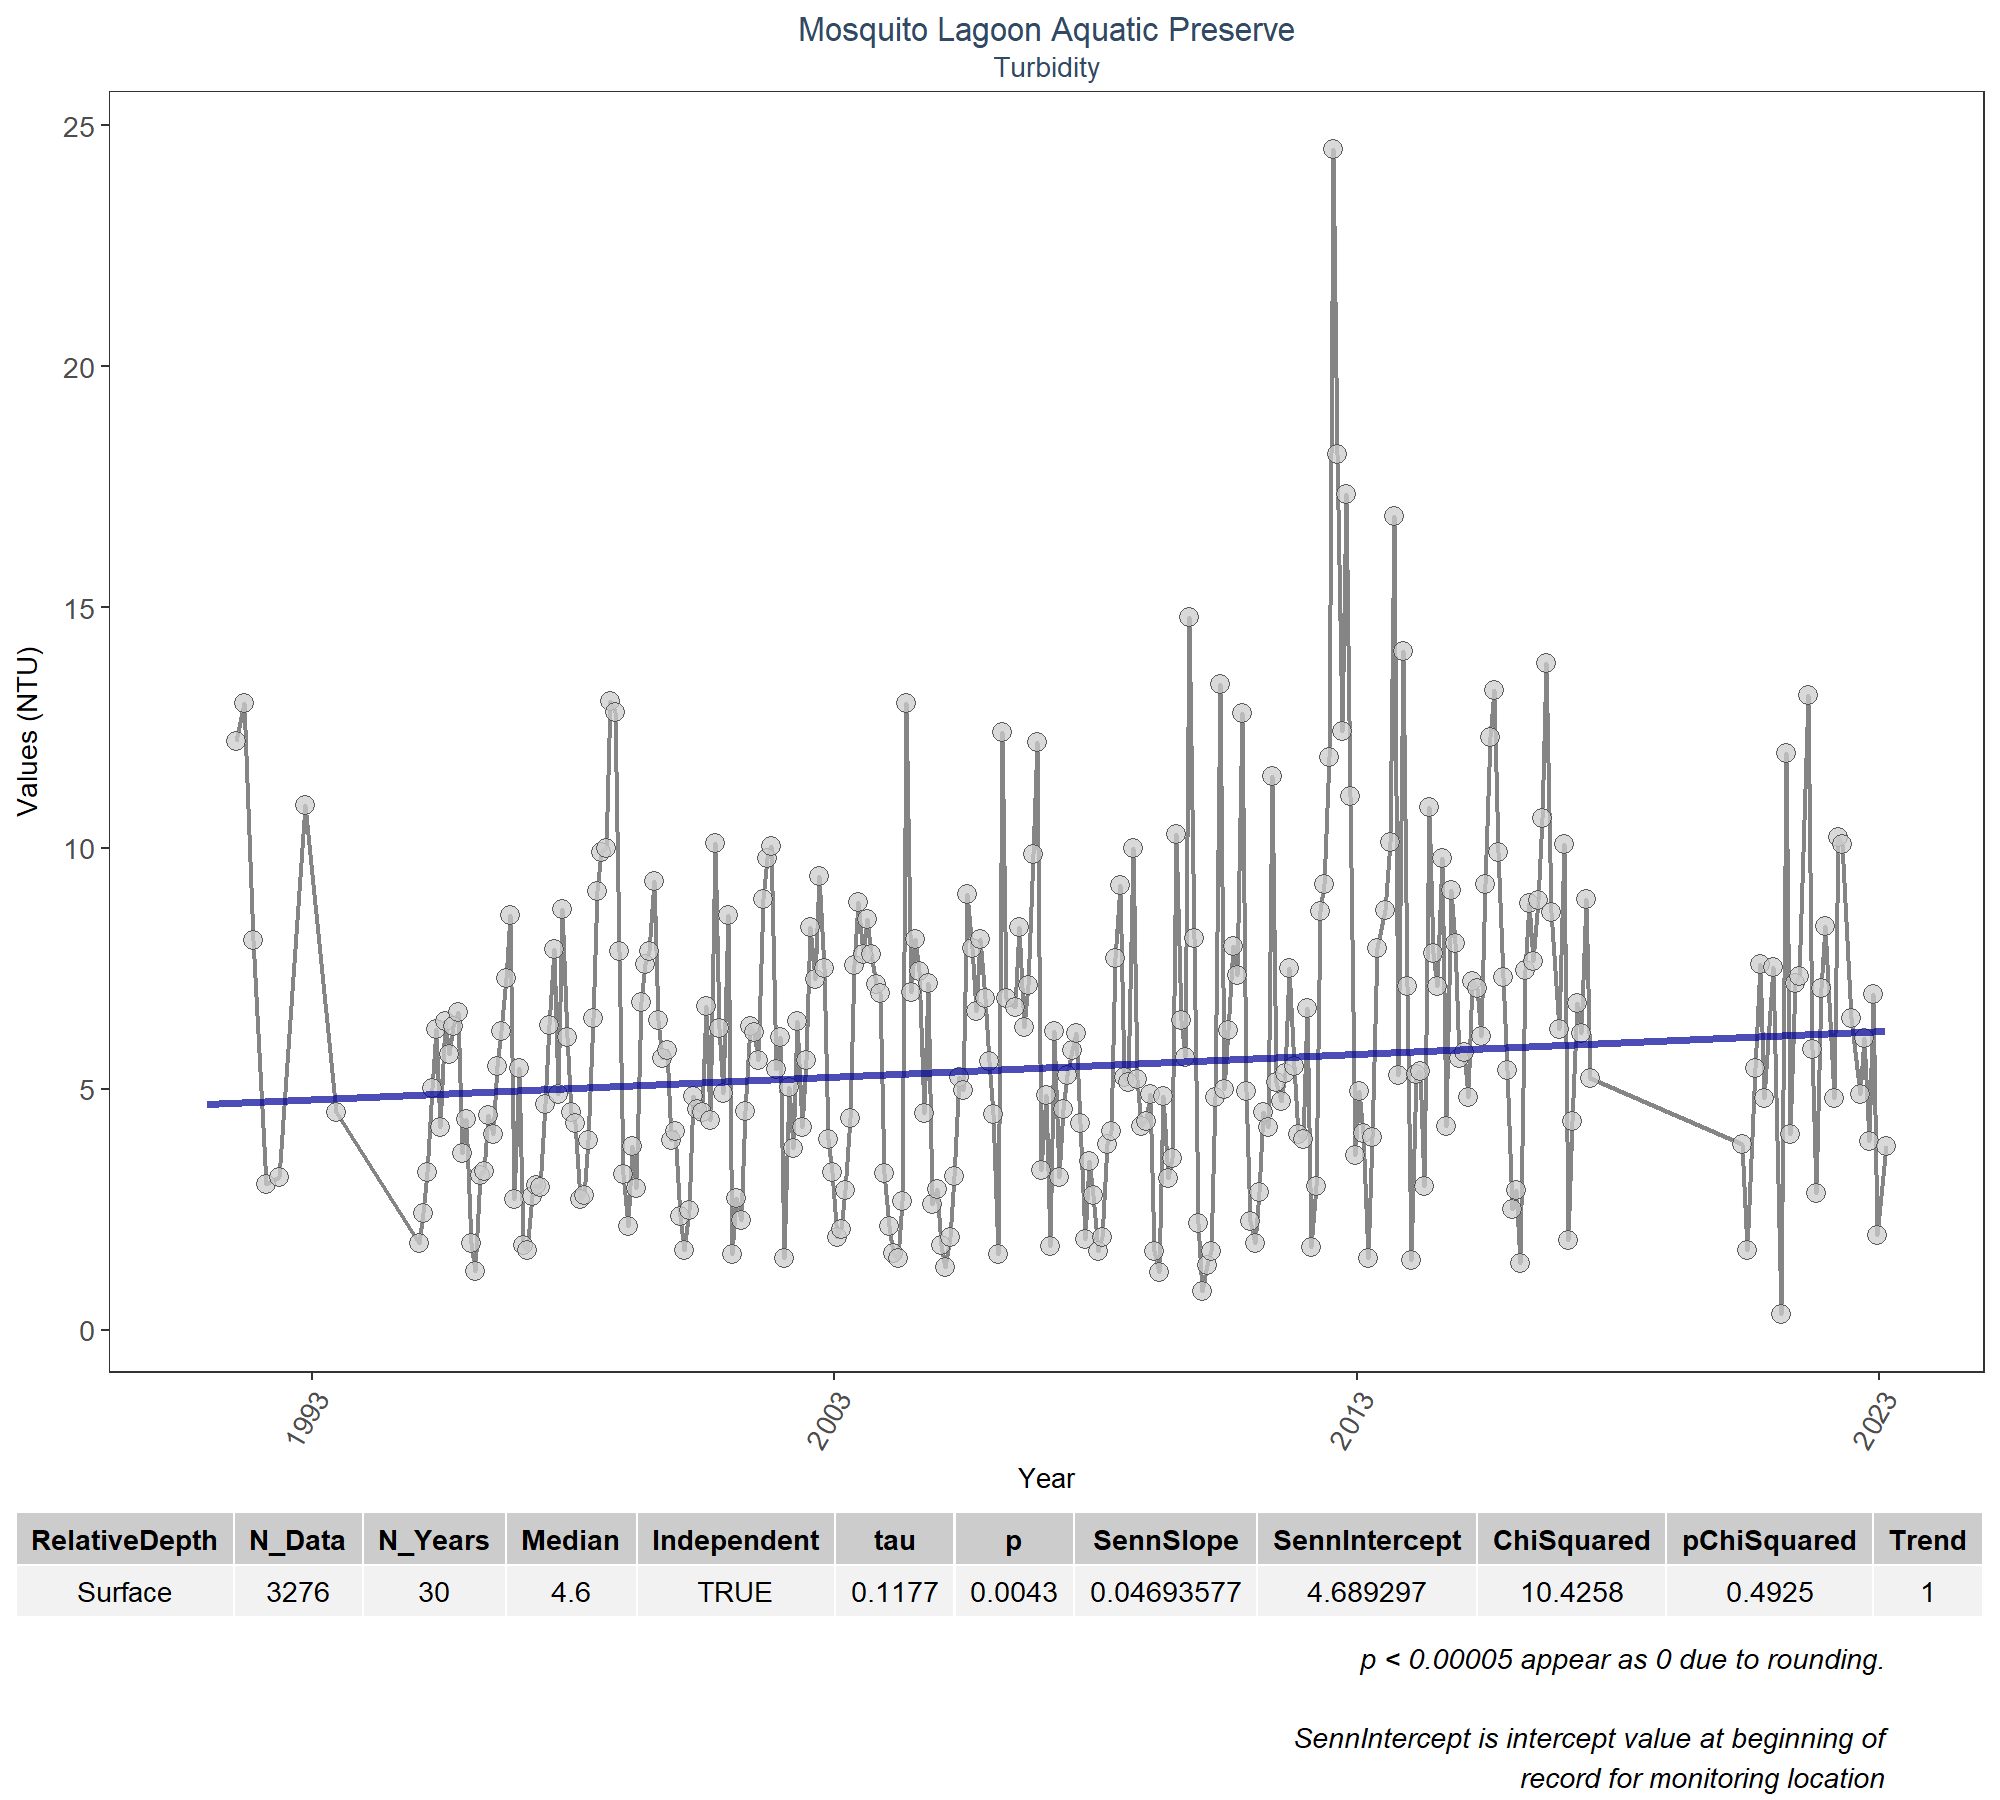 Mosquito Lagoon Aquatic Preserve
Turbidity
25
20
15
10
5
0
Values (NTU)
1993
2003
2013
2023
Year
RelativeDepth N_Data N_Years Median Independent tau p SennSlope SennIntercept ChiSquared pChiSquared Trend
Surface 3276 30 4.6 TRUE 0.1177 0.0043 0.04693577 4.689297 10.4258 0.4925 1
p < 0.00005 appear as 0 due to rounding.
SennIntercept is intercept value at beginning of
record for monitoring location